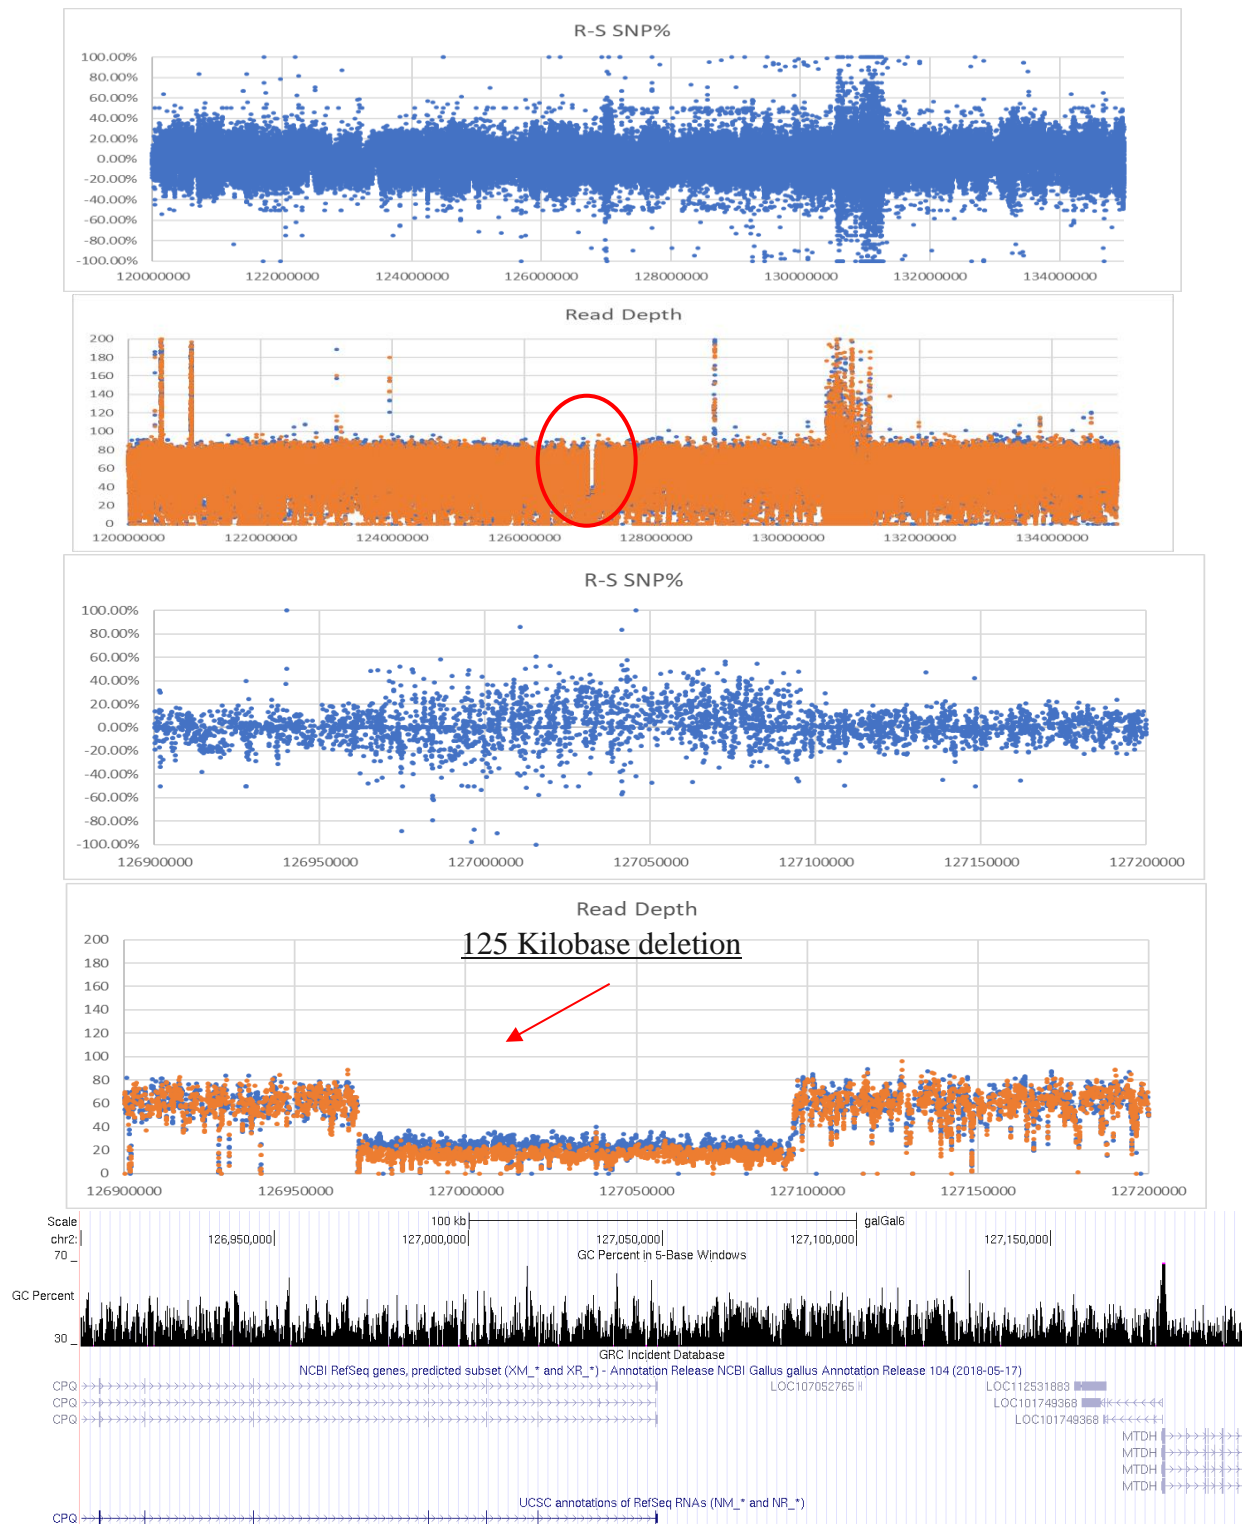 R-S SNP%
100.00%
80.00%
60.00%
40.00%
20.00%
0.00%
-20.00%
-40.00%
-60.00%
-80.00%
-100.00%
120000000 122000000 124000000 126000000 128000000 130000000 132000000 134000000
Read Depth
200
180
160
140
120
100
80
60
40
20
0
120000000 122000000 124000000 126000000 128000000 130000000 132000000 134000000
R-S SNP%
100.00%
80.00%
60.00%
40.00%
20.00%
0.00%
-20.00%
-40.00%
-60.00%
-80.00%
-100.00%
126900000 126950000 127000000 127050000 127100000 127150000 127200000
Read Depth
125 Kilobase deletion
200
180
160
140
120
100
80
60
40
20
0
126900000 126950000 127000000 127050000 127100000 127150000 127200000
Scale 100 kb galGal6
chr2: 126,950,000 127,000,000 127,050,000 127,100,000 127,150,000
70 _ GC Percent in 5-Base Windows
GC Percent
30 _
GRC Incident Database
NCBI RefSeq genes, predicted subset (XM_* and XR_*) - Annotation Release NCBI Gallus gallus Annotation Release 104 (2018-05-17)
CPQ LOC107052765 LOC112531883
CPQ LOC101749368
CPQ LOC101749368
MTDH
MTDH
MTDH
MTDH
UCSC annotations of RefSeq RNAs (NM_* and NR_*)
CPQ